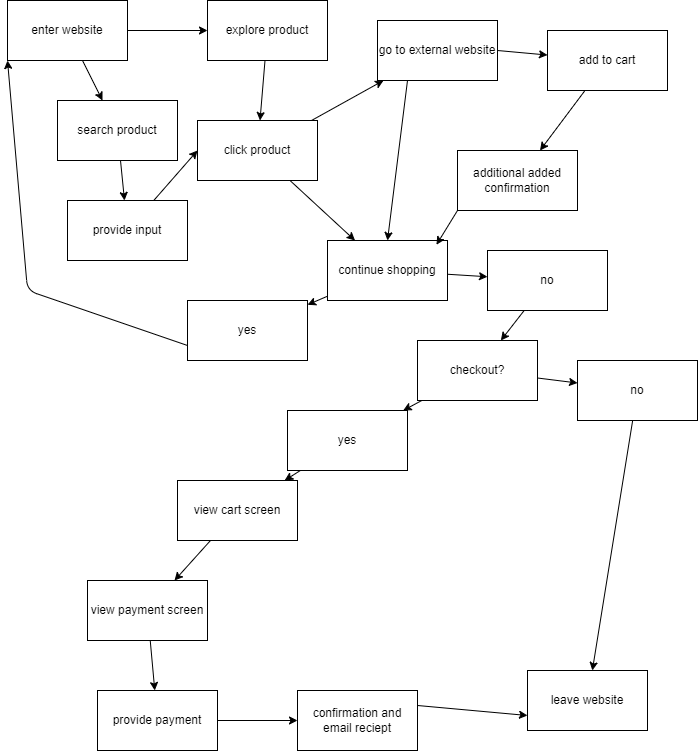 enter website
explore product
go to external website
add to cart
search product
click product
additional added
confirmation
provide input
continue shopping
no
yes
checkout?
no
yes
view cart screen
view payment screen
leave website
provide payment
confirmation and
email reciept